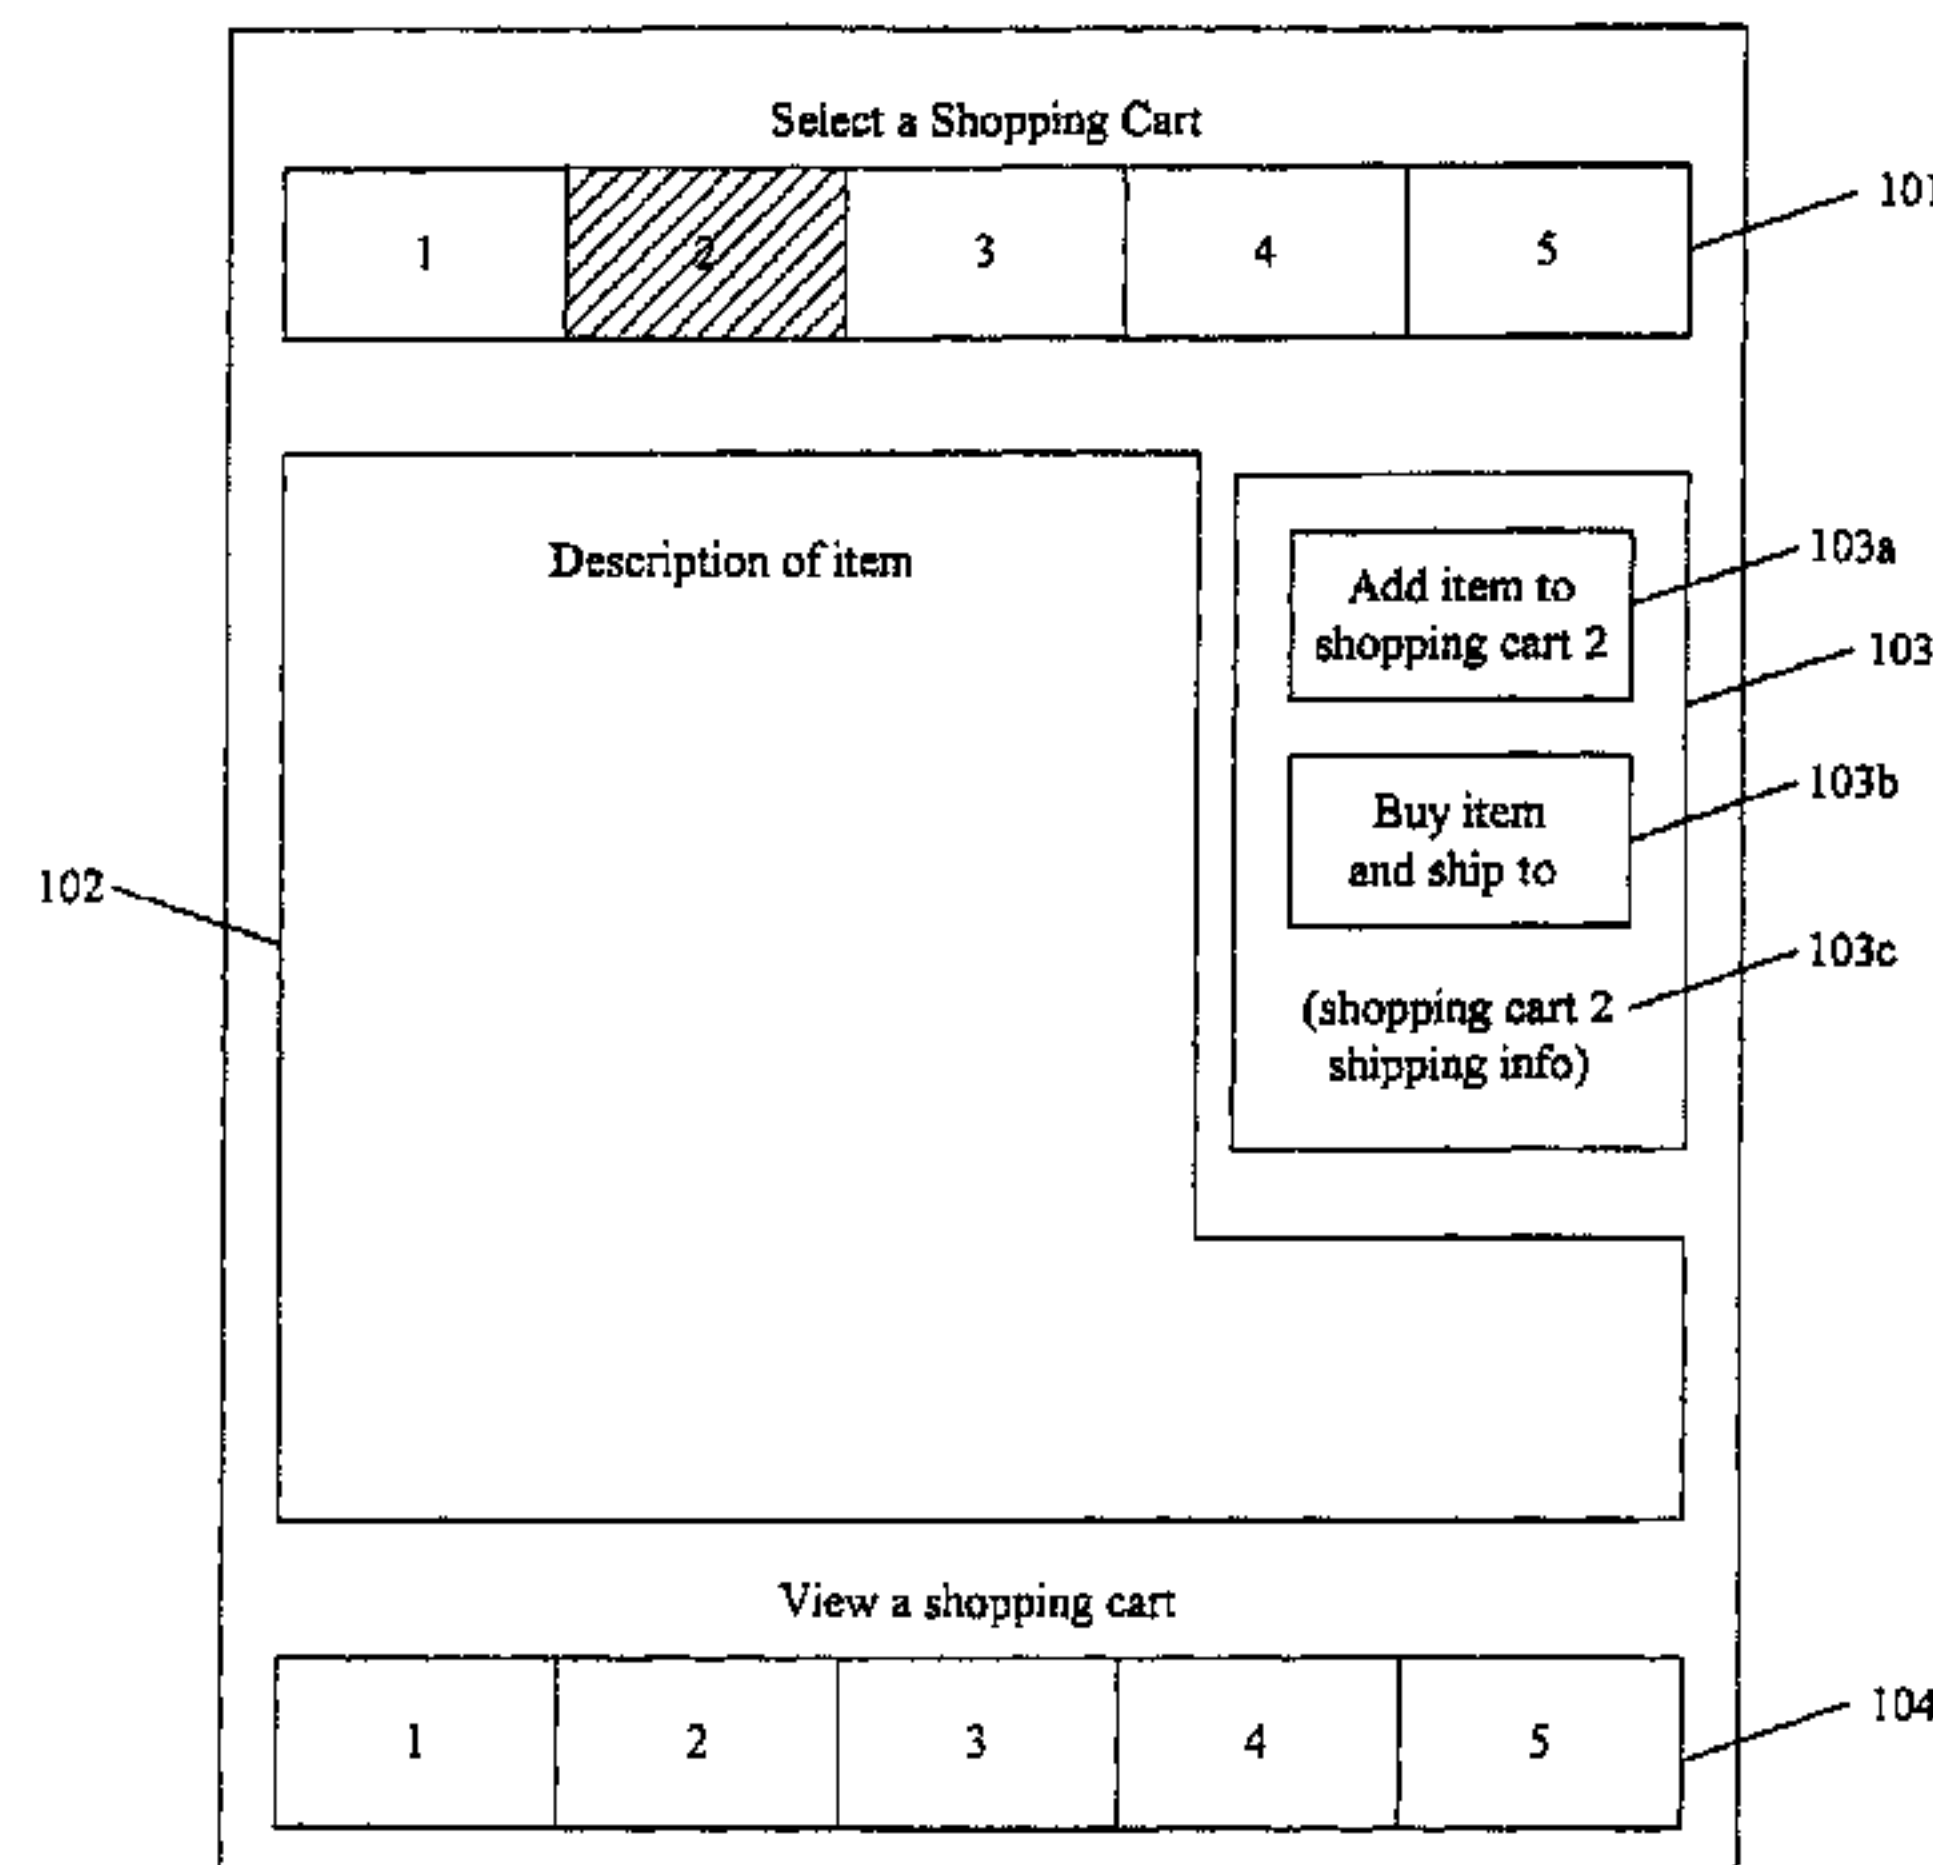 Select a Shopping Cart
1 2 3 4 5
101
Description of item
Add item to
shopping cart 2
103a
103
Buy item
and ship to
103b
102
103c
(shopping cart 2
shipping info)
View a shopping cart
1 2 3 4 5
104